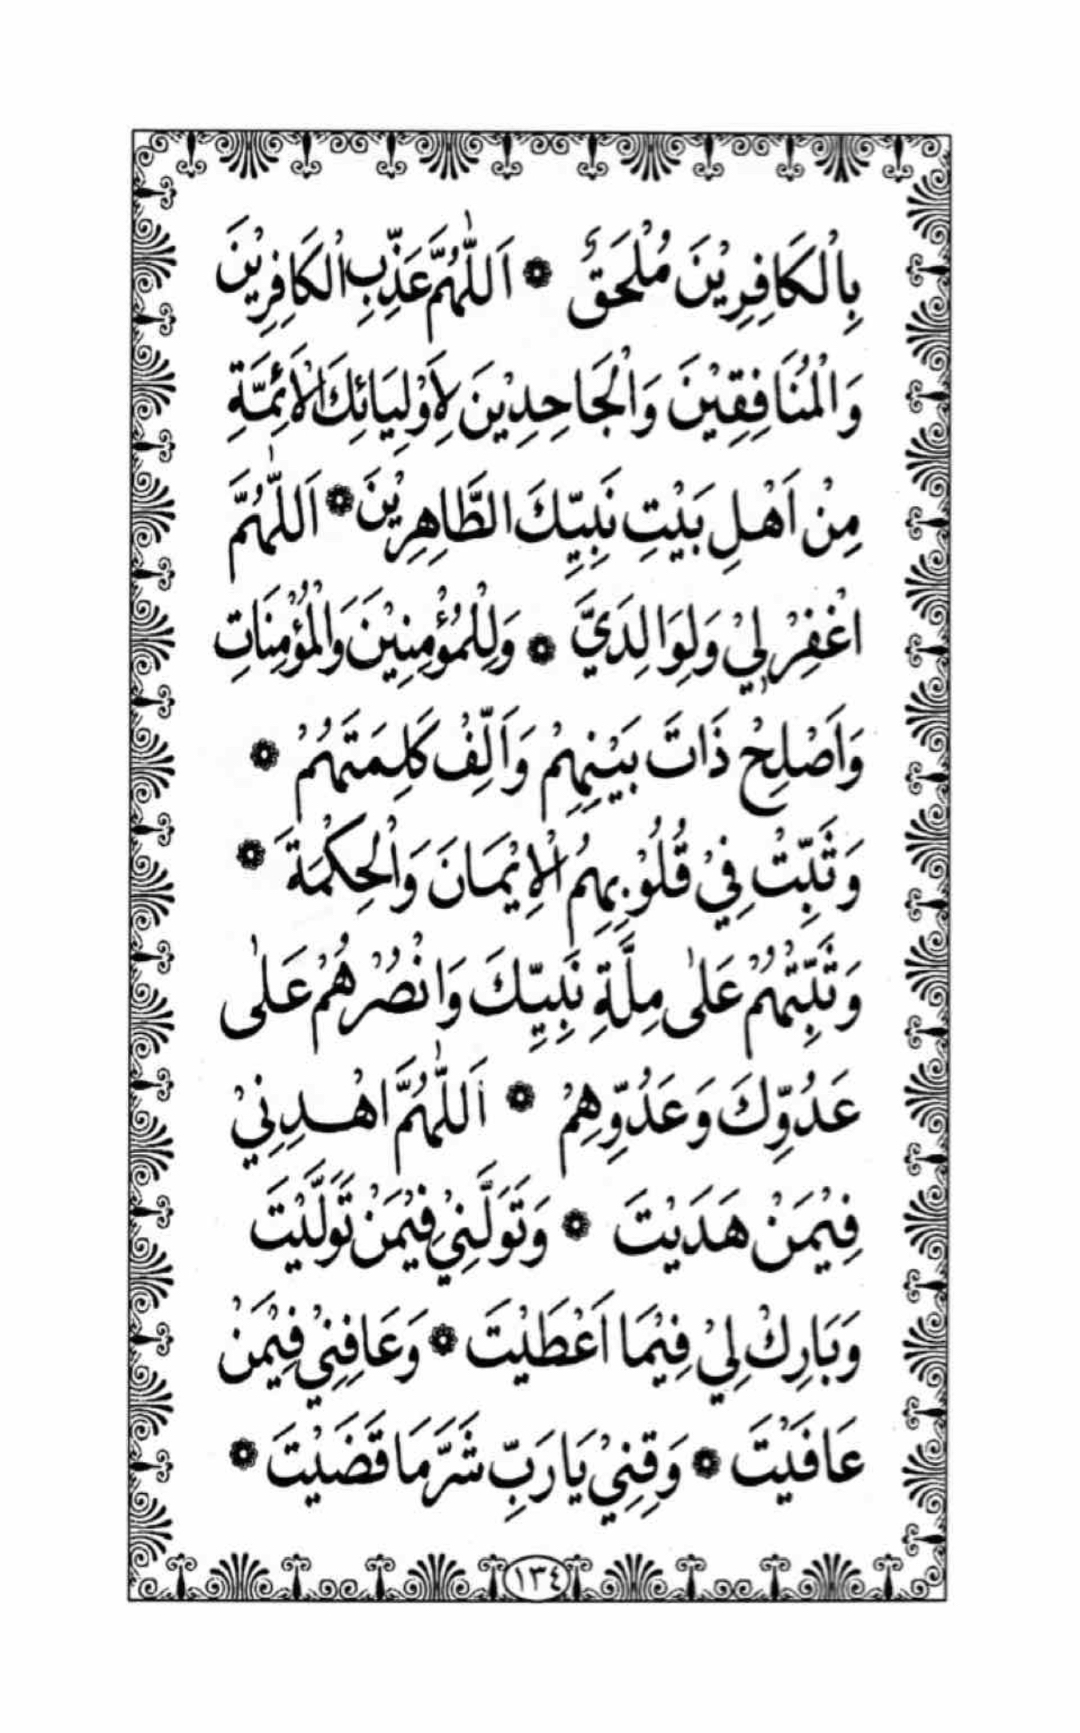 بِالْكَافِرِيْنَ مُلْحَقٌ ❁ اَللّٰهُمَّ عَذِّبِ الْكَافِرِيْنَ
وَالْمُنَافِقِيْنَ وَالْجَاحِدِيْنَ لِاَوْلِيَائِكَ الْاَئِمَّةِ
مِنْ اَهْلِ بَيْتِ نَبِيِّكَ الطَّاهِرِيْنَ ❁ اَللّٰهُمَّ
اغْفِرْ لِيْ وَلِوَالِدَيَّ ❁ وَلِلْمُؤْمِنِيْنَ وَالْمُؤْمِنَاتِ
وَاَصْلِحْ ذَاتَ بَيْنِهِمْ وَاَلِّفْ كَلِمَتَهُمْ ❁
وَثَبِّتْ فِيْ قُلُوْبِهِمُ الْاِيْمَانَ وَالْحِكْمَةَ ❁
وَثَبِّتْهُمْ عَلٰى مِلَّةِ نَبِيِّكَ وَانْصُرْهُمْ عَلٰى
عَدُوِّكَ وَعَدُوِّهِمْ ❁ اَللّٰهُمَّ اهْدِنِيْ
فِيْمَنْ هَدَيْتَ ❁ وَتَوَلَّنِيْ فِيْمَنْ تَوَلَّيْتَ
وَبَارِكْ لِيْ فِيْمَا اَعْطَيْتَ ❁ وَعَافِنِيْ فِيْمَنْ
عَافَيْتَ ❁ وَقِنِيْ يَارَبِّ شَرَّمَا قَضَيْتَ ❁
١٣٤